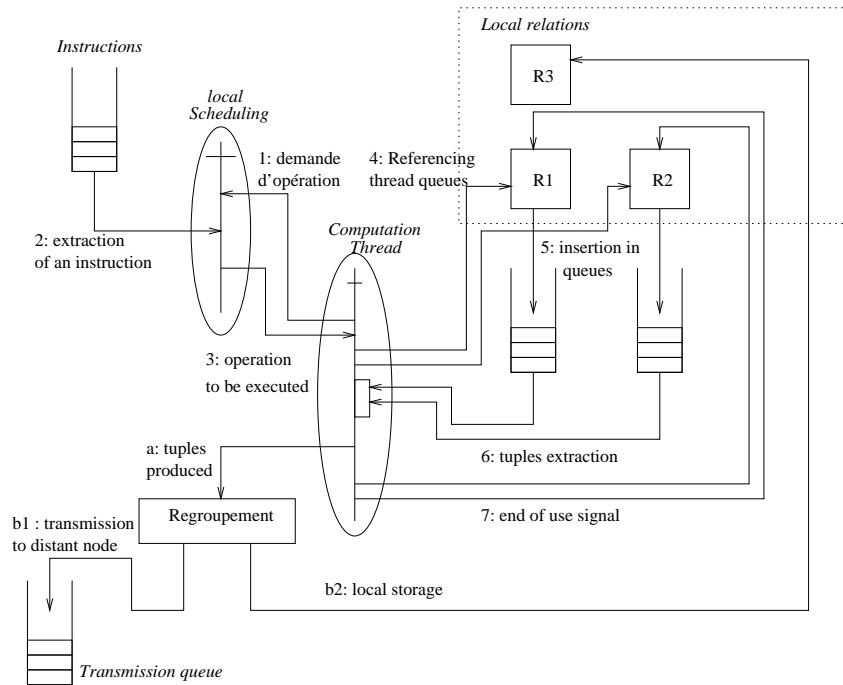 Instructions
Local relations
R3
local
Scheduling
1: demande
d'opération
4: Referencing
thread queues
R1
R2
2: extraction
of an instruction
Computation
Thread
5: insertion in
queues
3: operation
to be executed
a: tuples
produced
6: tuples extraction
Regroupement
7: end of use signal
b1 : transmission
to distant node
b2: local storage
Transmission queue